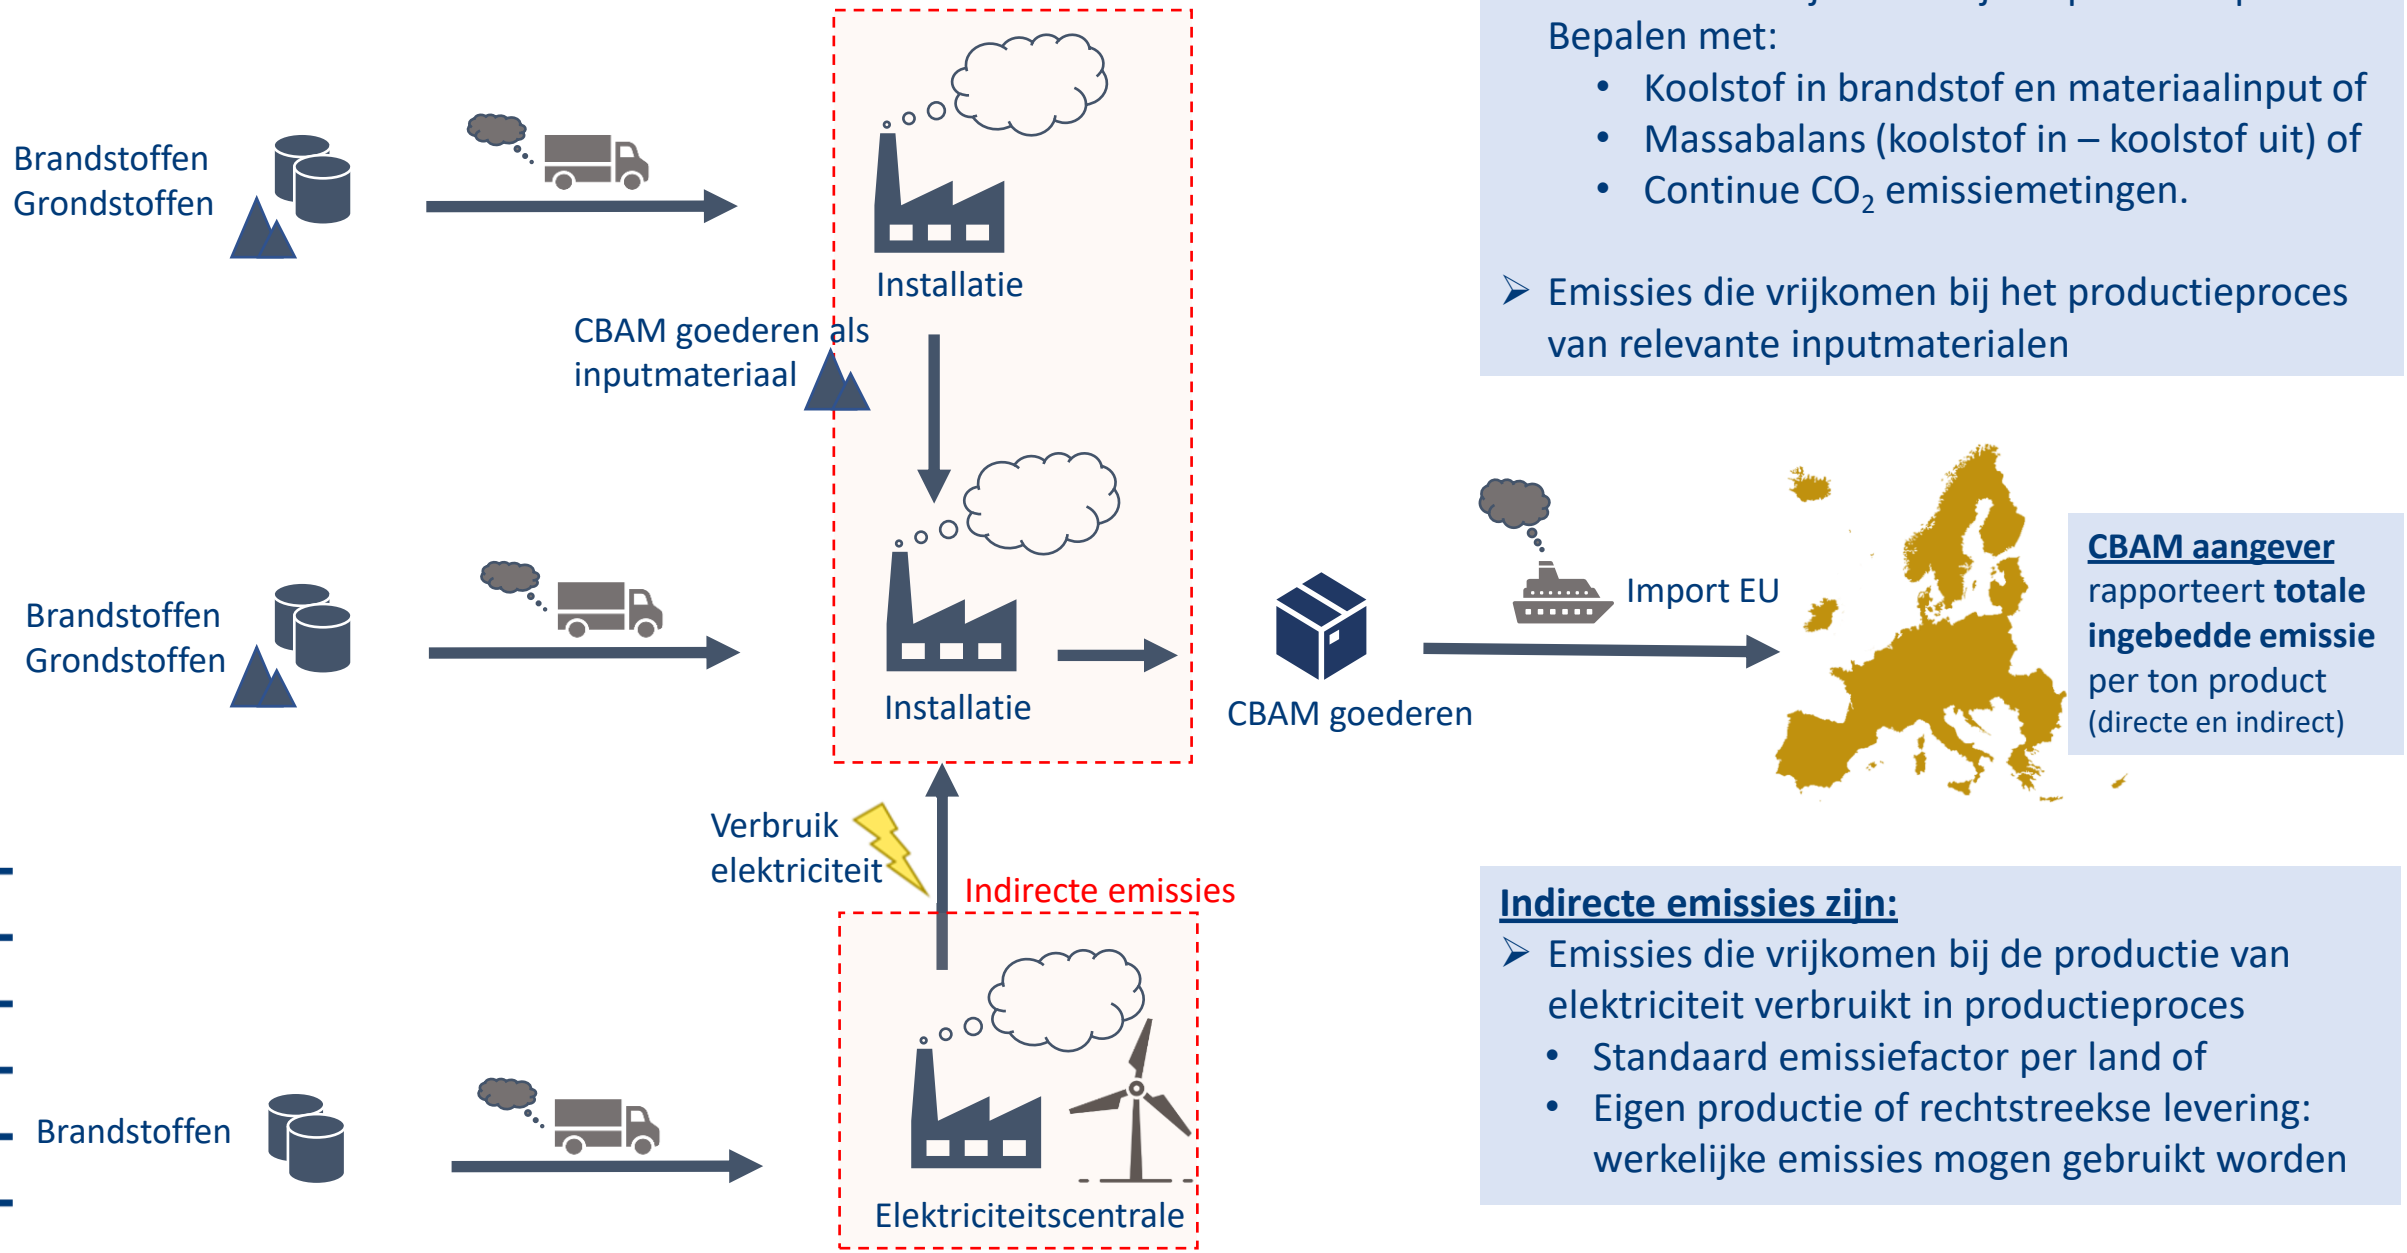 Bepalen met:
• Koolstof in brandstof en materiaalinput of
• Massabalans (koolstof in – koolstof uit) of
• Continue CO₂ emissiemetingen.
➢ Emissies die vrijkomen bij het productieproces
van relevante inputmaterialen
Brandstoffen
Grondstoffen
Installatie
CBAM goederen als
inputmateriaal
Brandstoffen
Grondstoffen
Installatie
CBAM goederen
Import EU
CBAM aangever
rapporteert totale
ingebedde emissie
per ton product
(directe en indirect)
Verbruik
elektriciteit
Indirecte emissies
Brandstoffen
Elektriciteitscentrale
Indirecte emissies zijn:
➢ Emissies die vrijkomen bij de productie van
elektriciteit verbruikt in productieproces
• Standaard emissiefactor per land of
• Eigen productie of rechtstreekse levering:
werkelijke emissies mogen gebruikt worden